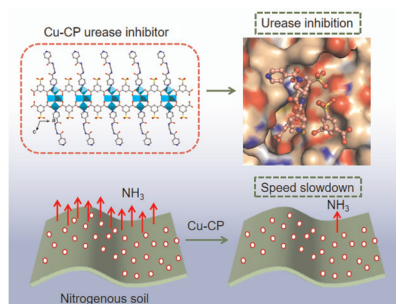 Cu-CP urease inhibitor
Urease inhibition
NH3
Speed slowdown
NH3
Cu-CP
Nitrogenous soil